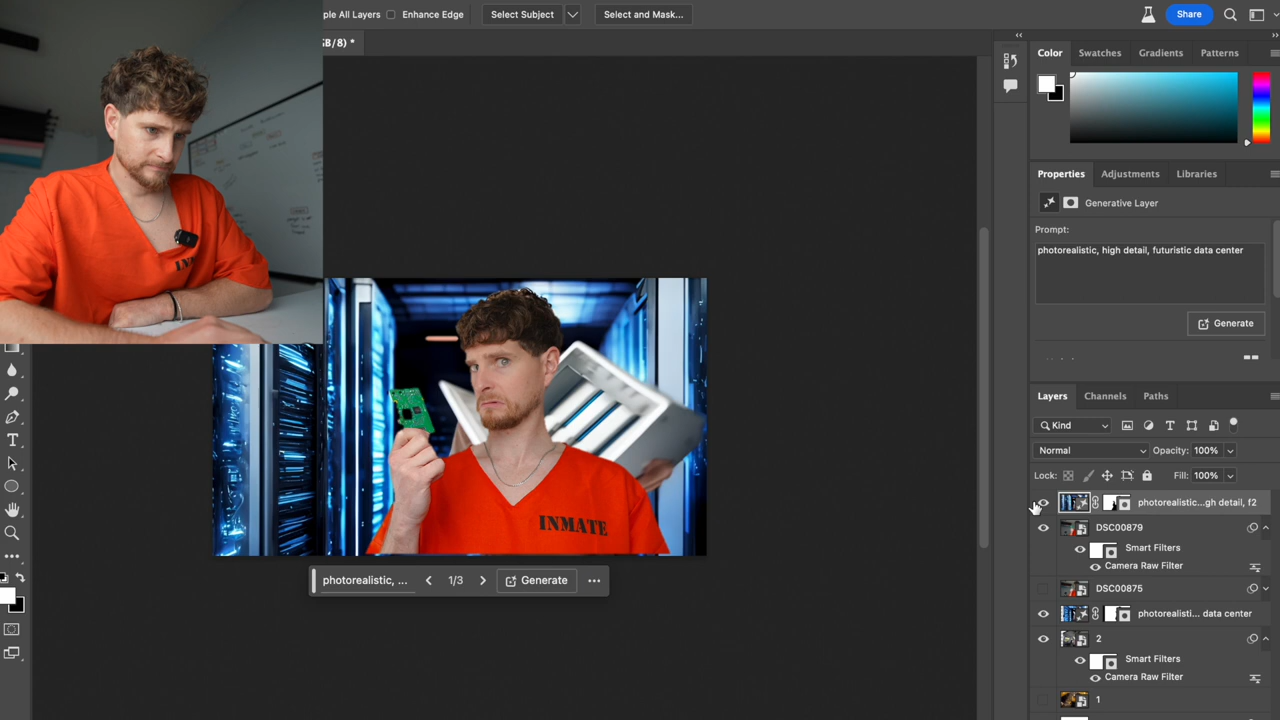 ple All Layers Enhance Edge Select Subject Select and Mask... Share
B/8) *
Color Swatches Gradients Patterns
Properties Adjustments Libraries
Generative Layer
Prompt:
photorealistic, high detail, futuristic data center
Generate
Layers Channels Paths
Kind
Normal Opacity: 100%
Lock: Fill: 100%
photorealistic...gh detail, f2
DSC00879
Smart Filters
Camera Raw Filter
DSC00875
photorealisti... data center
2
Smart Filters
Camera Raw Filter
1
INMATE
photorealistic, ... 1/3 Generate
T